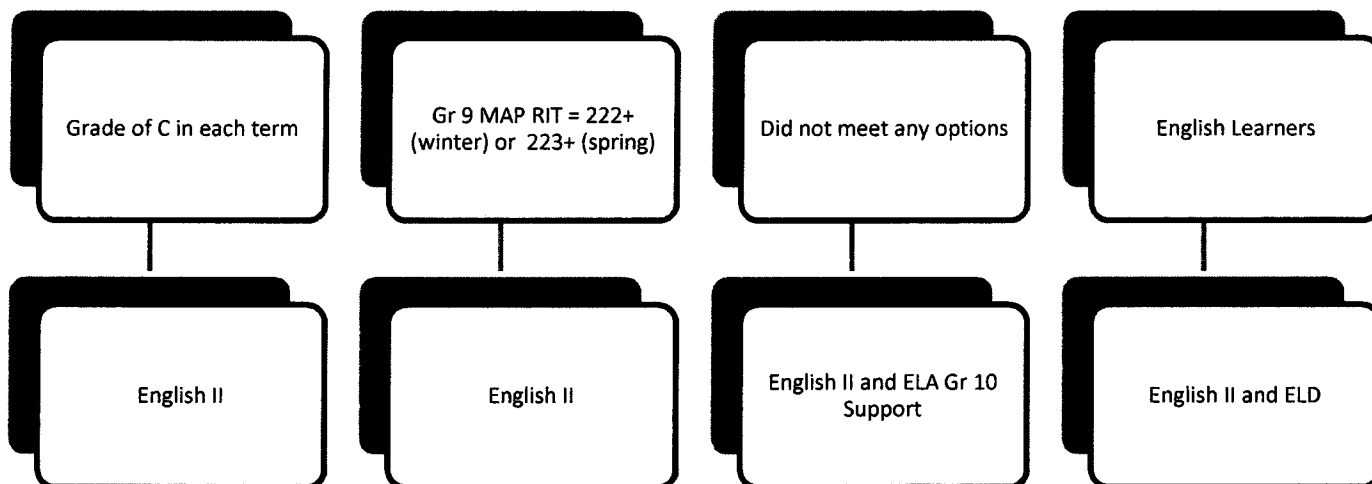 Grade of C in each term
Gr 9 MAP RIT = 222+
(winter) or 223+ (spring)
Did not meet any options
English Learners
English II
English II
English II and ELA Gr 10
Support
English II and ELD